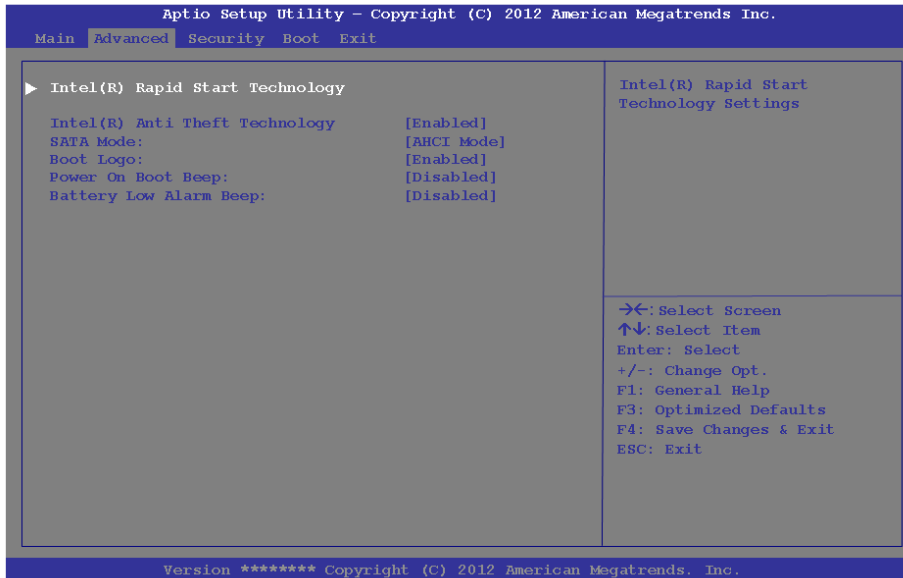 Aptio Setup Utility – Copyright (C) 2012 American Megatrends Inc.
Main Advanced Security Boot Exit
Intel(R) Rapid Start Technology
Intel(R) Anti Theft Technology [Enabled]
SATA Mode: [AHCI Mode]
Boot Logo: [Enabled]
Power On Boot Beep: [Disabled]
Battery Low Alarm Beep: [Disabled]
Intel(R) Rapid Start
Technology Settings
→←: Select Screen
↑↓: Select Item
Enter: Select
+/-: Change Opt.
F1: General Help
F3: Optimized Defaults
F4: Save Changes & Exit
ESC: Exit
Version ******** Copyright (C) 2012 American Megatrends. Inc.